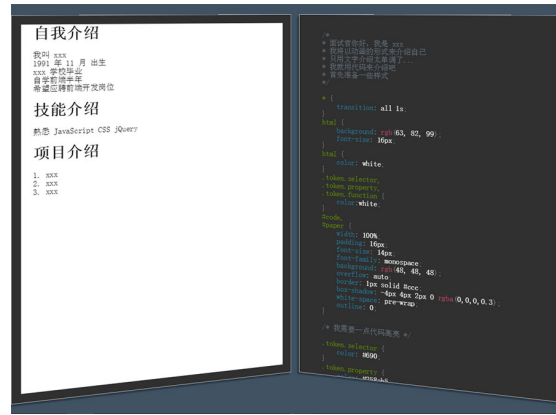 自我介绍
我叫 xxx
1991 年 11 月 出生
xxx 学校毕业
自学前端半年
希望应聘前端开发岗位
技能介绍
熟悉 JavaScript CSS jQuery
项目介绍
1. xxx
2. xxx
3. xxx
/*
* 面试官你好，我是 xxx
* 我将以动画的形式来介绍自己
* 只用文字介绍太单调了...
* 我就用代码来介绍吧
* 首先准备一些样式
*/
* {
transition: all 1s;
}
html {
background: rgb(63, 82, 99);
font-size: 16px;
}
html {
color: white;
}
.token.selector,
.token.property,
.token.function {
color:white;
}
#code,
#paper {
width: 100%;
padding: 16px;
font-size: 14px;
font-family: monospace;
background: rgb(48, 48, 48);
overflow: auto;
border: 1px solid #ccc;
box-shadow: -4px 4px 2px 0 rgba(0,0,0,0.3);
white-space: pre-wrap;
outline: 0;
}
/* 我需要一点代码高亮 */
.token.selector {
color: #690;
}
.token.property {